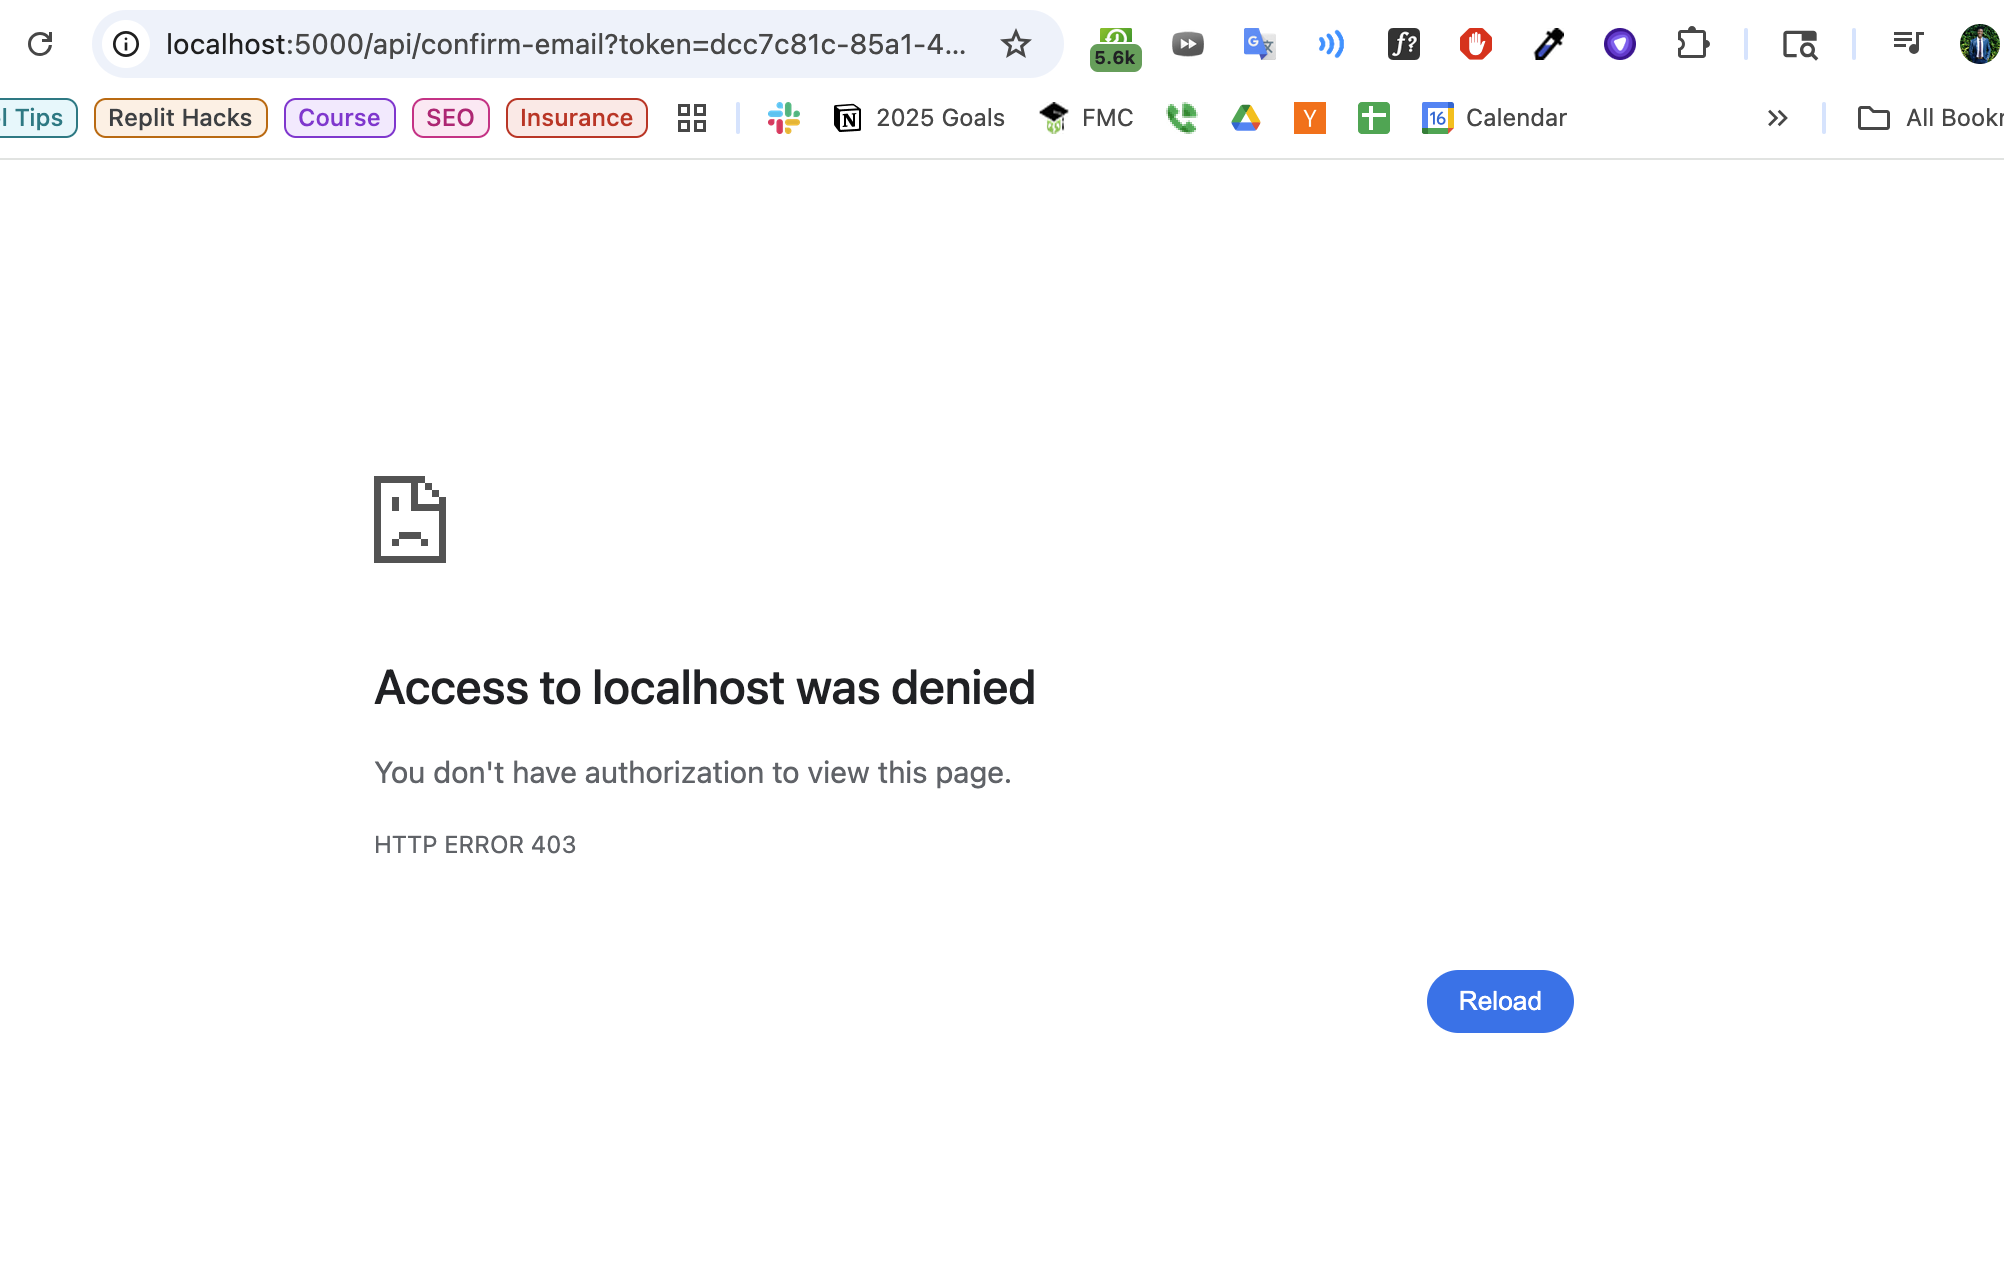 localhost:5000/api/confirm-email?token=dcc7c81c-85a1-4...
5.6k
f?
l Tips
Replit Hacks
Course
SEO
Insurance
2025 Goals
FMC
Y
16
Calendar
All Bookr
Access to localhost was denied
You don't have authorization to view this page.
HTTP ERROR 403
Reload